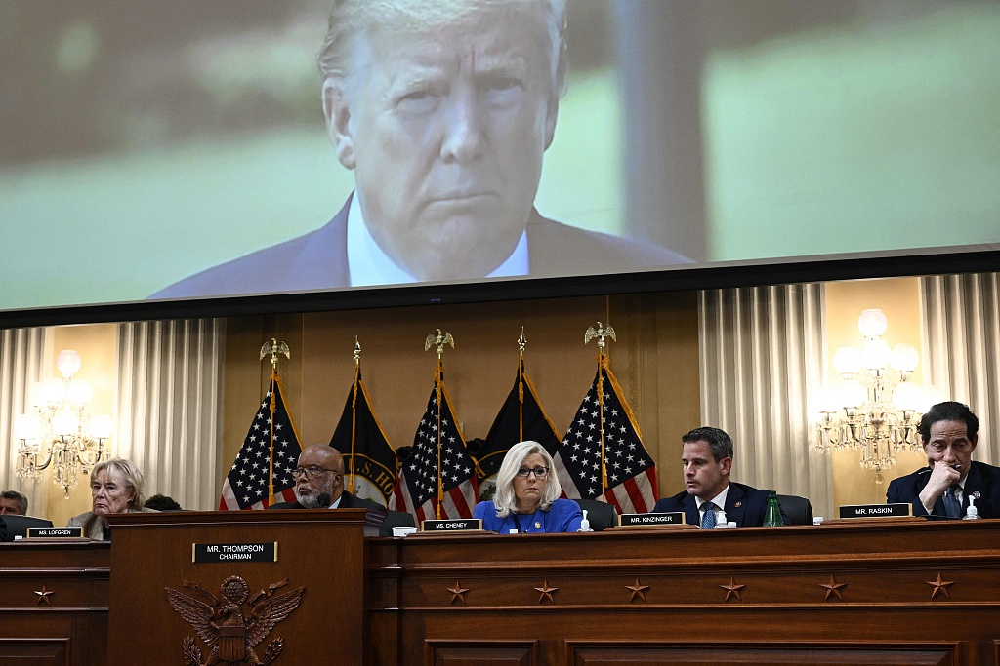 MS. LOFGREN
MR. THOMPSON
CHAIRMAN
MS. CHENEY
MR. KINZINGER
MR. RASKIN